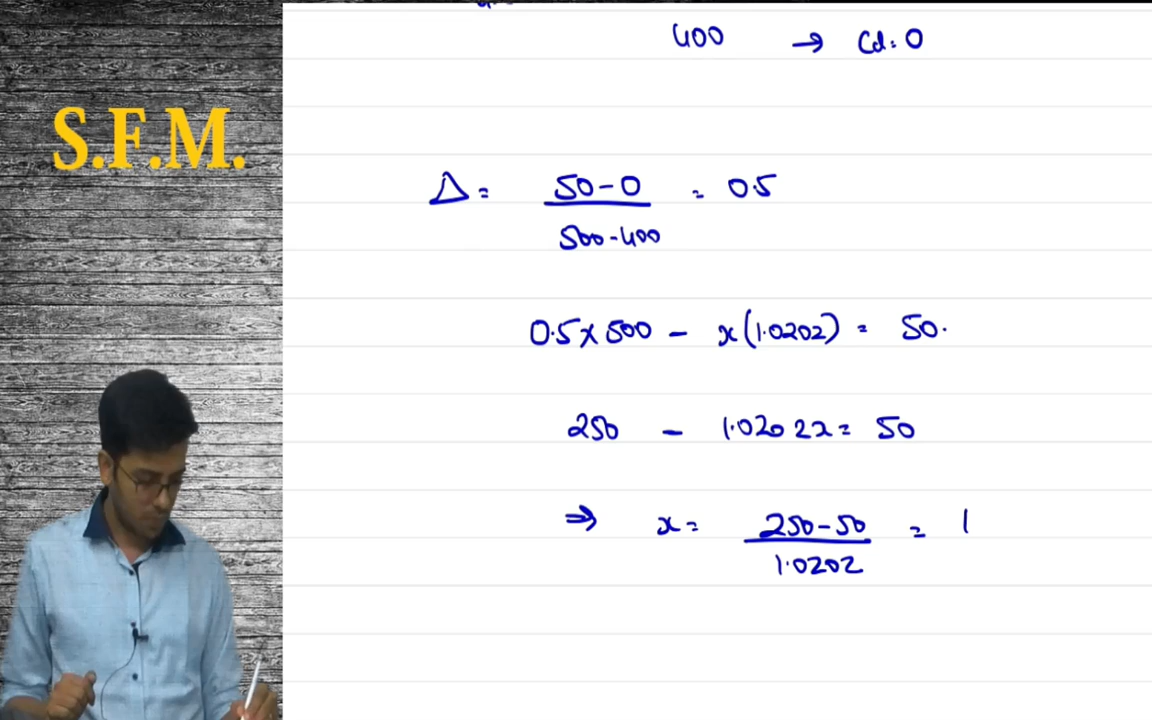 400 → Cd = 0
S.F.M.
Δ = 50 - 0 / 500 - 400 = 0.5
0.5 x 500 - x(1.0202) = 50.
250 - 1.0202x = 50
⇒ x = 250 - 50 / 1.0202 = 1